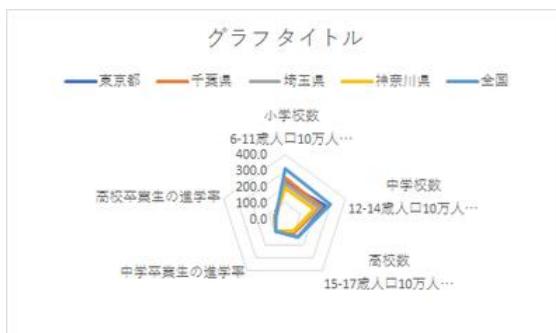 グラフ タイトル
東京都 千葉県 埼玉県 神奈川県 全国
小学校数
6-11歳人口10万人…
400.0
300.0
200.0
100.0
0.0
中学校数
12-14歳人口10万人…
高校数
15-17歳人口10万人…
中学卒業生の進学率
高校卒業生の進学率